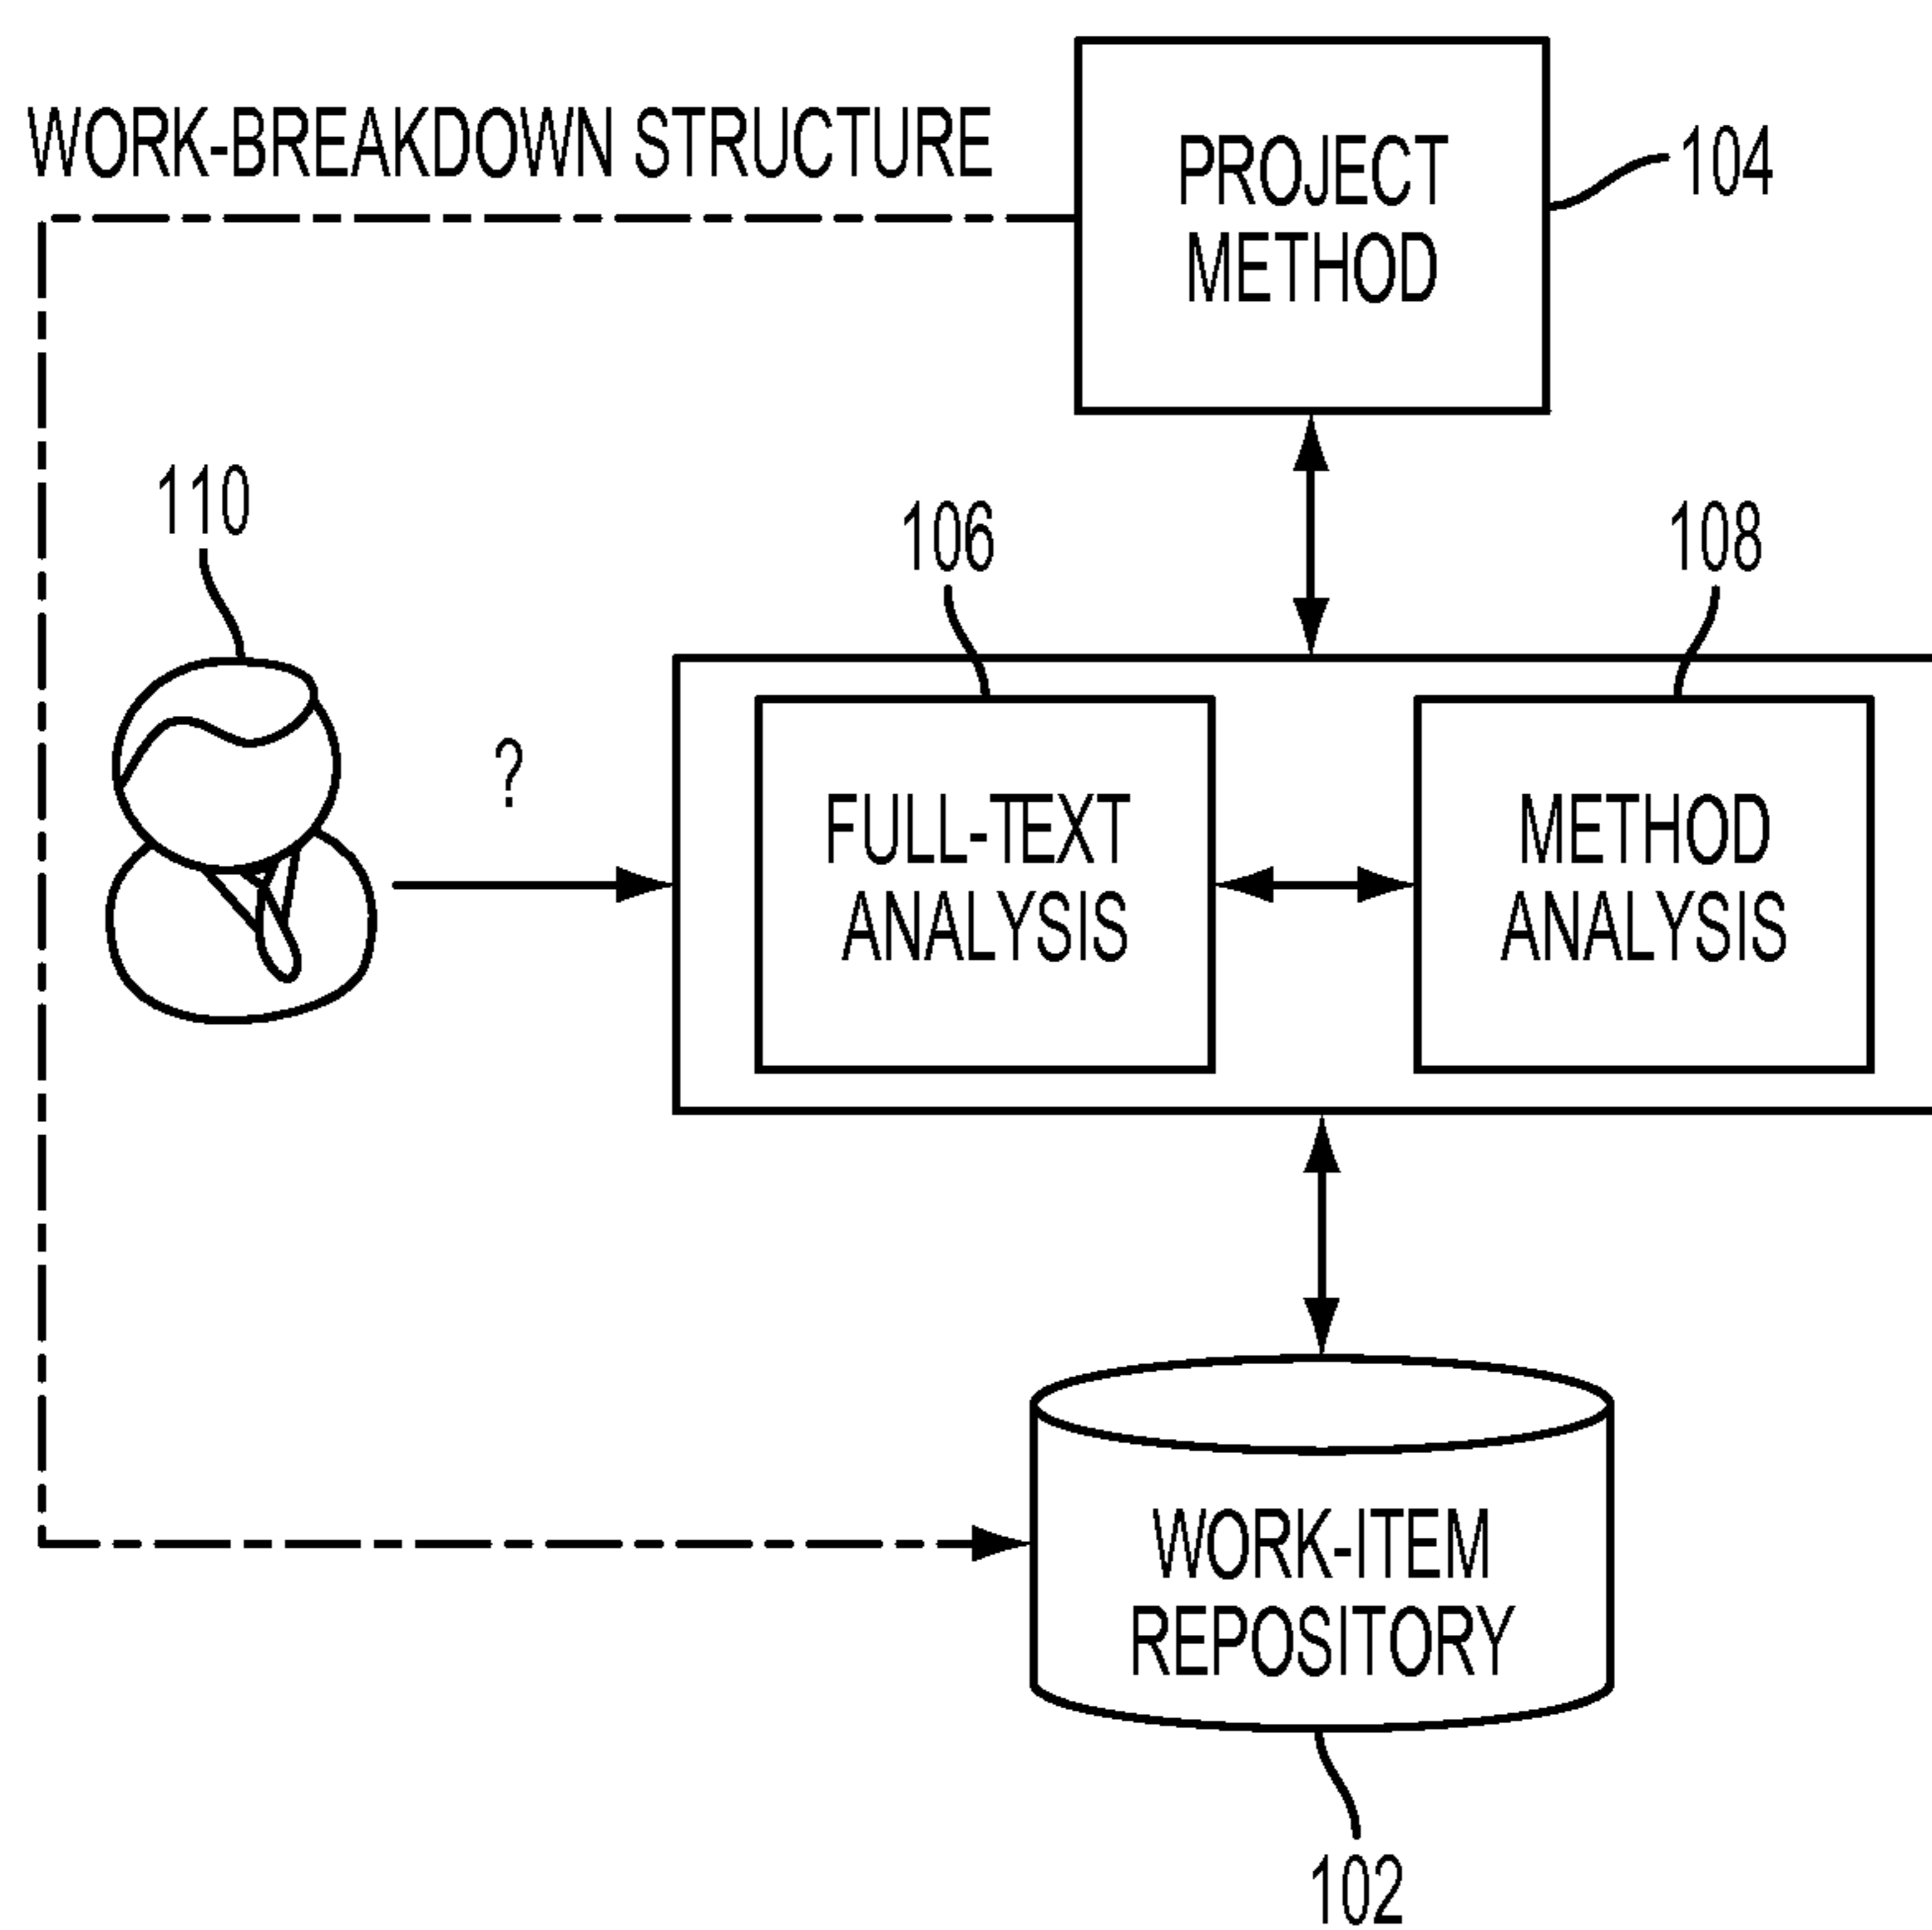 WORK-BREAKDOWN STRUCTURE
PROJECT
METHOD
104
110
106
108
?
FULL-TEXT
ANALYSIS
METHOD
ANALYSIS
WORK-ITEM
REPOSITORY
102